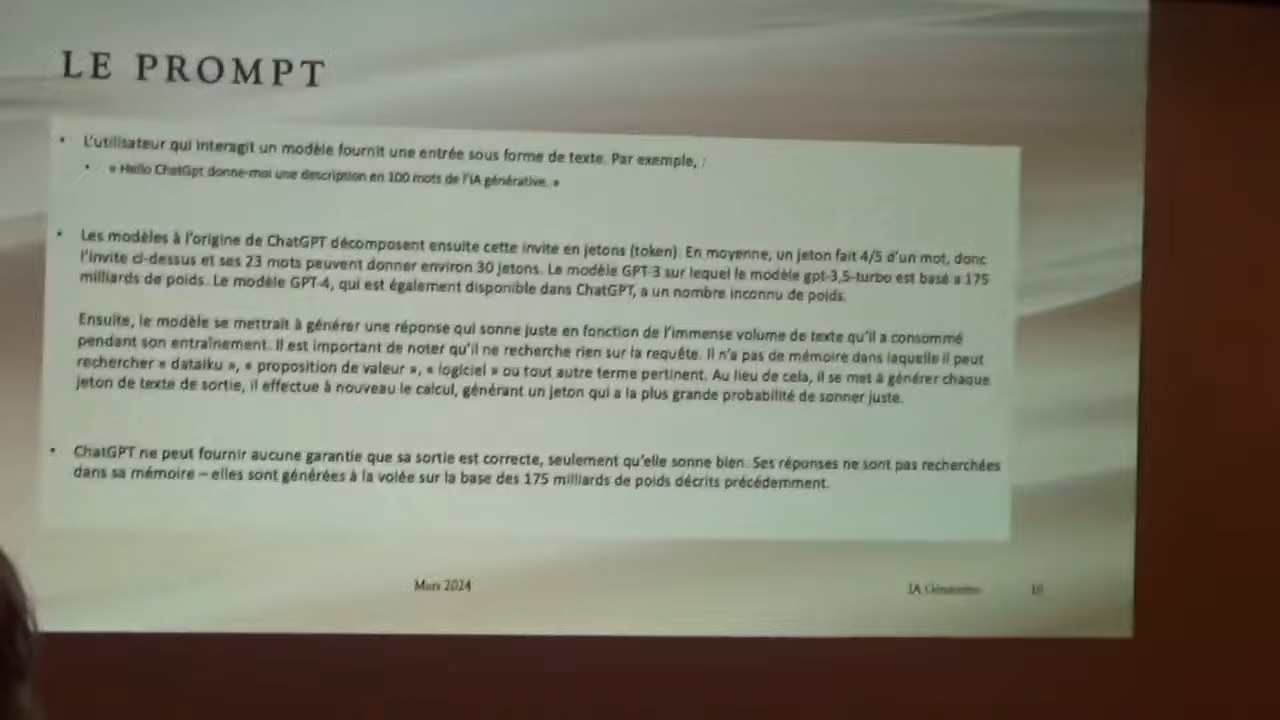 LE PROMPT
• L'utilisateur qui interagit un modèle fournit une entrée sous forme de texte. Par exemple, :
• « Hello ChatGpt donne-moi une description en 100 mots de l'IA générative. »
• Les modèles à l'origine de ChatGPT décomposent ensuite cette invite en jetons (token). En moyenne, un jeton fait 4/5 d'un mot, donc
l'invite ci-dessus et ses 23 mots peuvent donner environ 30 jetons. Le modèle GPT-3 sur lequel le modèle gpt-3,5-turbo est basé a 175
milliards de poids. Le modèle GPT-4, qui est également disponible dans ChatGPT, a un nombre inconnu de poids.
Ensuite, le modèle se mettrait à générer une réponse qui sonne juste en fonction de l'immense volume de texte qu'il a consommé
pendant son entraînement. Il est important de noter qu'il ne recherche rien sur la requête. Il n'a pas de mémoire dans laquelle il peut
rechercher « dataiku », « proposition de valeur », « logiciel » ou tout autre terme pertinent. Au lieu de cela, il se met à générer chaque
jeton de texte de sortie, il effectue à nouveau le calcul, générant un jeton qui a la plus grande probabilité de sonner juste.
• ChatGPT ne peut fournir aucune garantie que sa sortie est correcte, seulement qu'elle sonne bien. Ses réponses ne sont pas recherchées
dans sa mémoire – elles sont générées à la volée sur la base des 175 milliards de poids décrits précédemment.
Mars 2024
IA